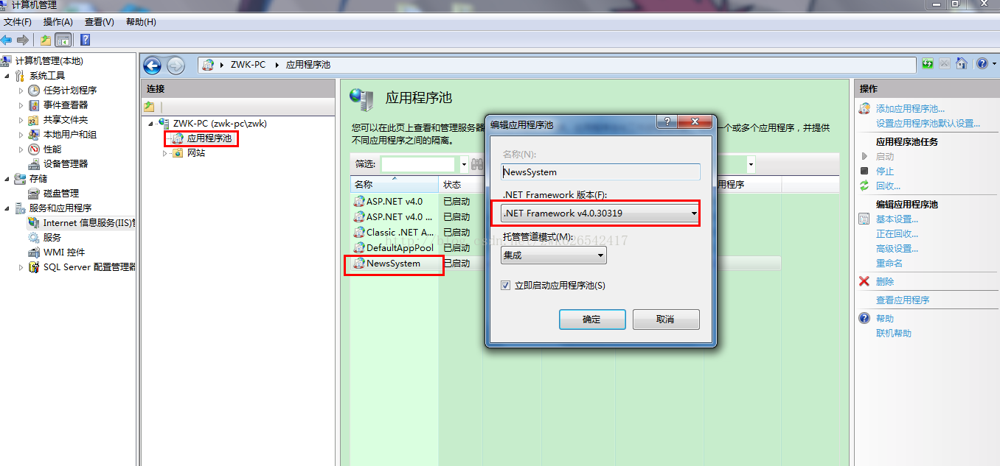 计算机管理
文件(F) 操作(A) 查看(V) 帮助(H)
计算机管理(本地)
系统工具
任务计划程序
事件查看器
共享文件夹
本地用户和组
性能
设备管理器
存储
磁盘管理
服务和应用程序
Internet 信息服务(IIS)管
服务
WMI 控件
SQL Server 配置管理器
ZWK-PC 应用程序池
连接
ZWK-PC (zwk-pc\zwk)
应用程序池
网站
应用程序池
您可以在此页上查看和管理服务器
一个或多个应用程序，并提供
不同应用程序之间的隔离。
筛选:
名称 状态
用程序
ASP.NET v4.0 已启动
ASP.NET v4.0 ... 已启动
Classic .NET A... 已启动
DefaultAppPool 已启动
NewsSystem 已启动
编辑应用程序池
名称(N):
NewsSystem
.NET Framework 版本(F):
.NET Framework v4.0.30319
托管管道模式(M):
集成
立即启动应用程序池(S)
确定 取消
http://blog.csdn.net/zwk626542417
操作
添加应用程序池...
设置应用程序池默认设置...
应用程序池任务
启动
停止
回收...
编辑应用程序池
基本设置...
正在回收...
高级设置...
重命名
删除
查看应用程序
帮助
联机帮助